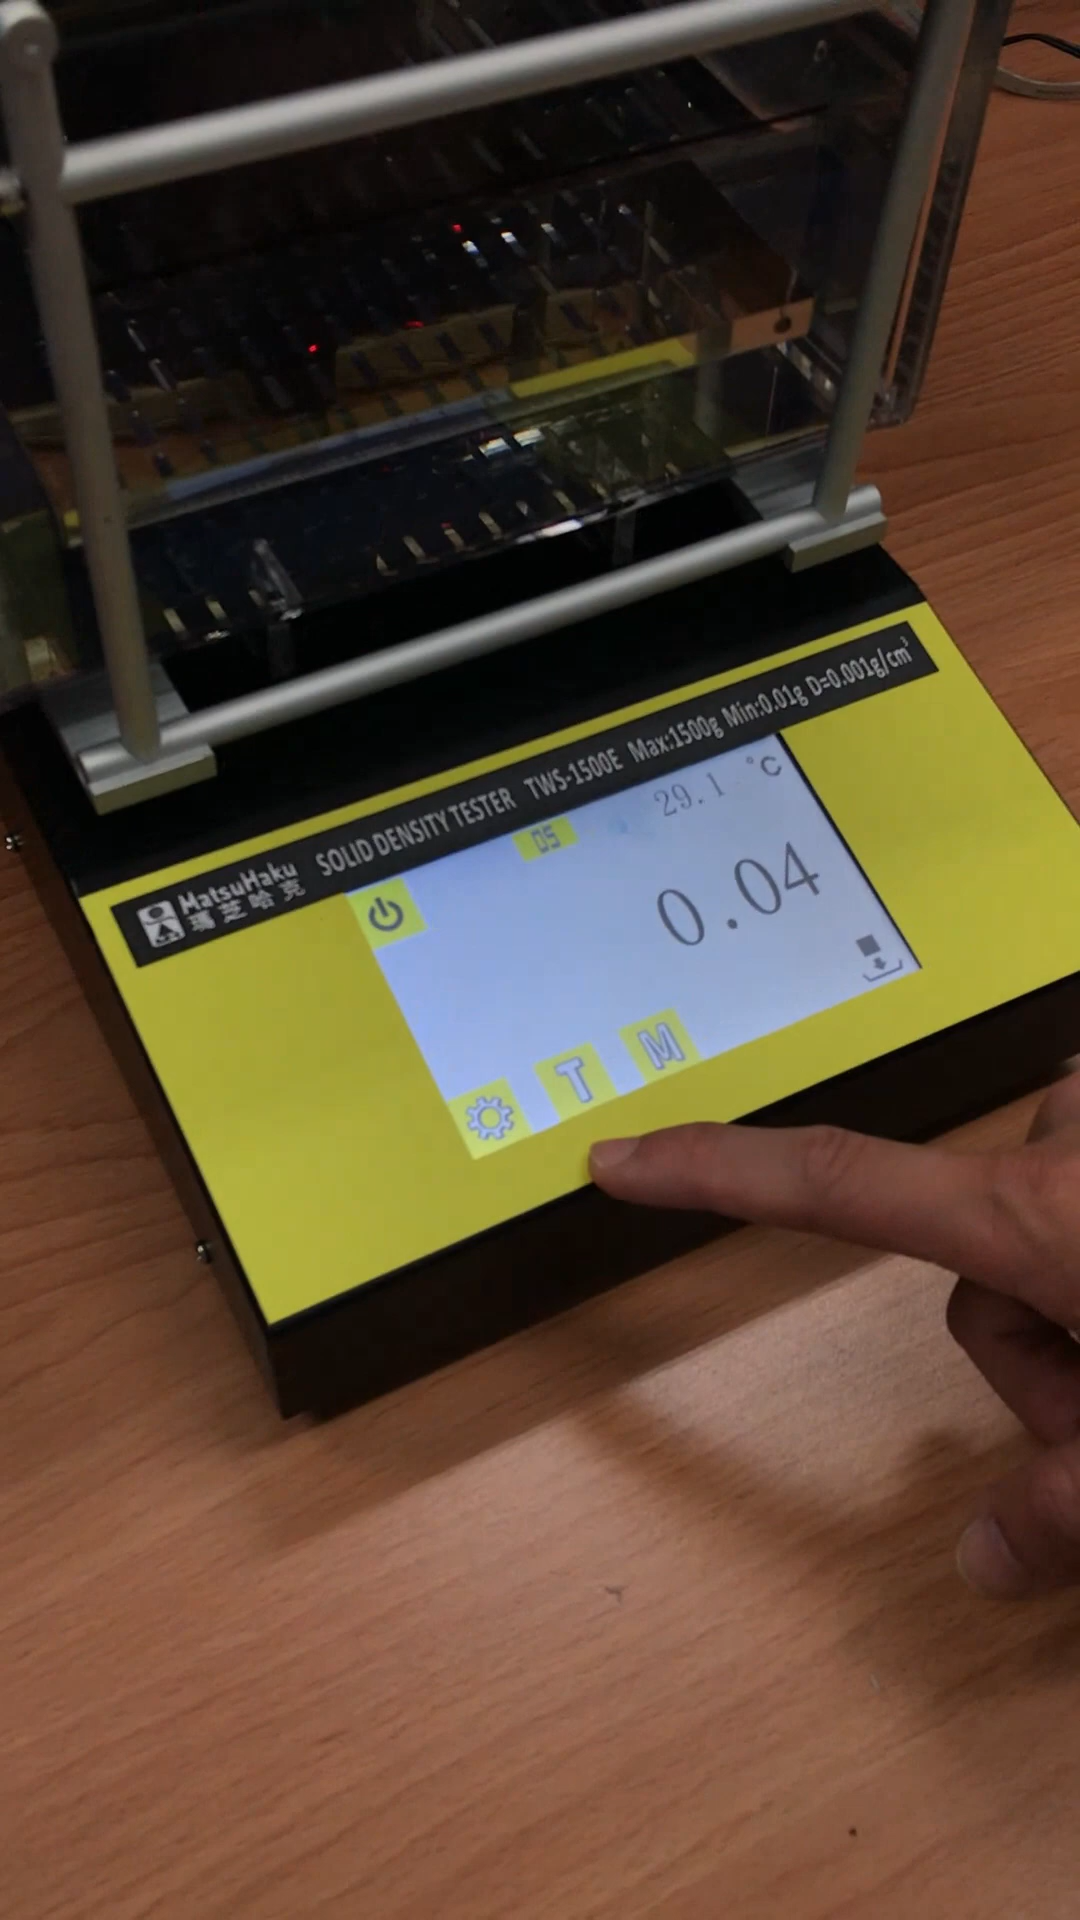 MatsuHaku
瑪芝哈克
SOLID DENSITY TESTER TWS-1500E Max:1500g Min:0.01g D=0.001g/cm³
29.1 °C
05
0.04
T M